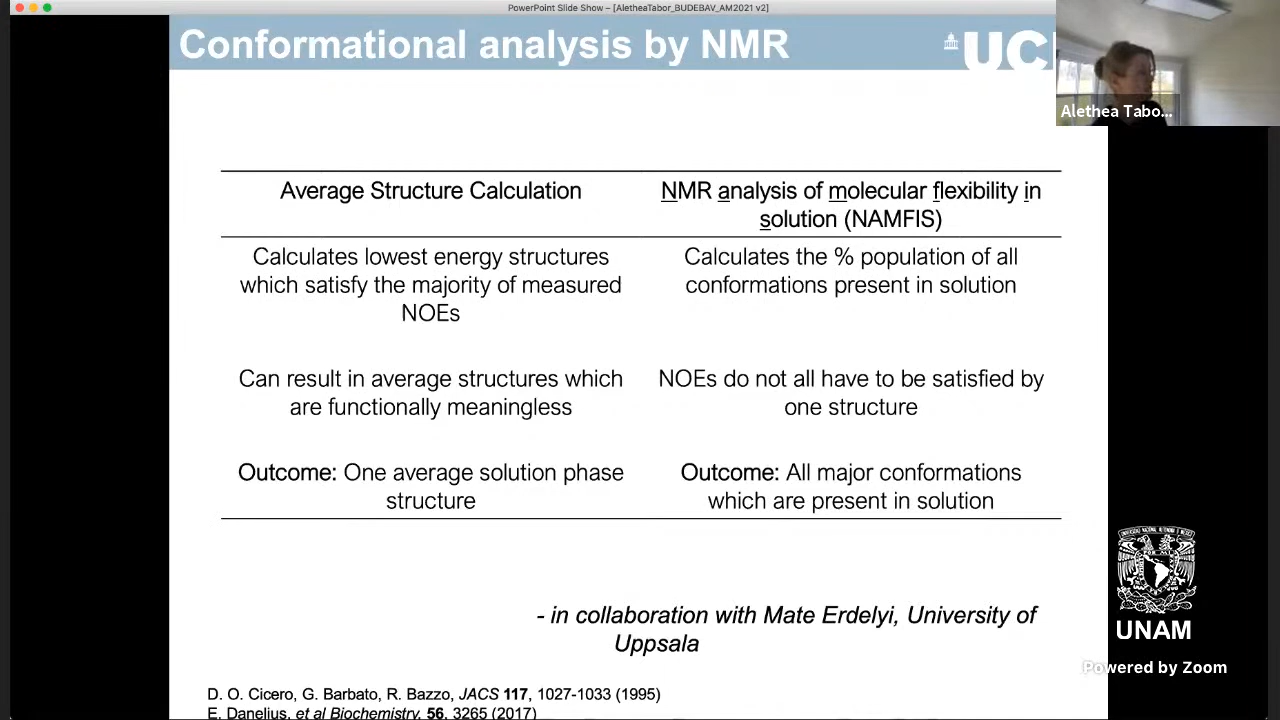 PowerPoint Slide Show – [AletheaTabor_BUDEBAV_AM2021 v2]
Conformational analysis by NMR
UC
Alethea Tabo...
Average Structure Calculation
NMR analysis of molecular flexibility in
solution (NAMFIS)
Calculates lowest energy structures
which satisfy the majority of measured
NOEs
Calculates the % population of all
conformations present in solution
Can result in average structures which
are functionally meaningless
NOEs do not all have to be satisfied by
one structure
Outcome: One average solution phase
structure
Outcome: All major conformations
which are present in solution
- in collaboration with Mate Erdelyi, University of
Uppsala
D. O. Cicero, G. Barbato, R. Bazzo, JACS 117, 1027-1033 (1995)
E. Danelius, et al Biochemistry, 56, 3265 (2017)
UNAM
Powered by Zoom